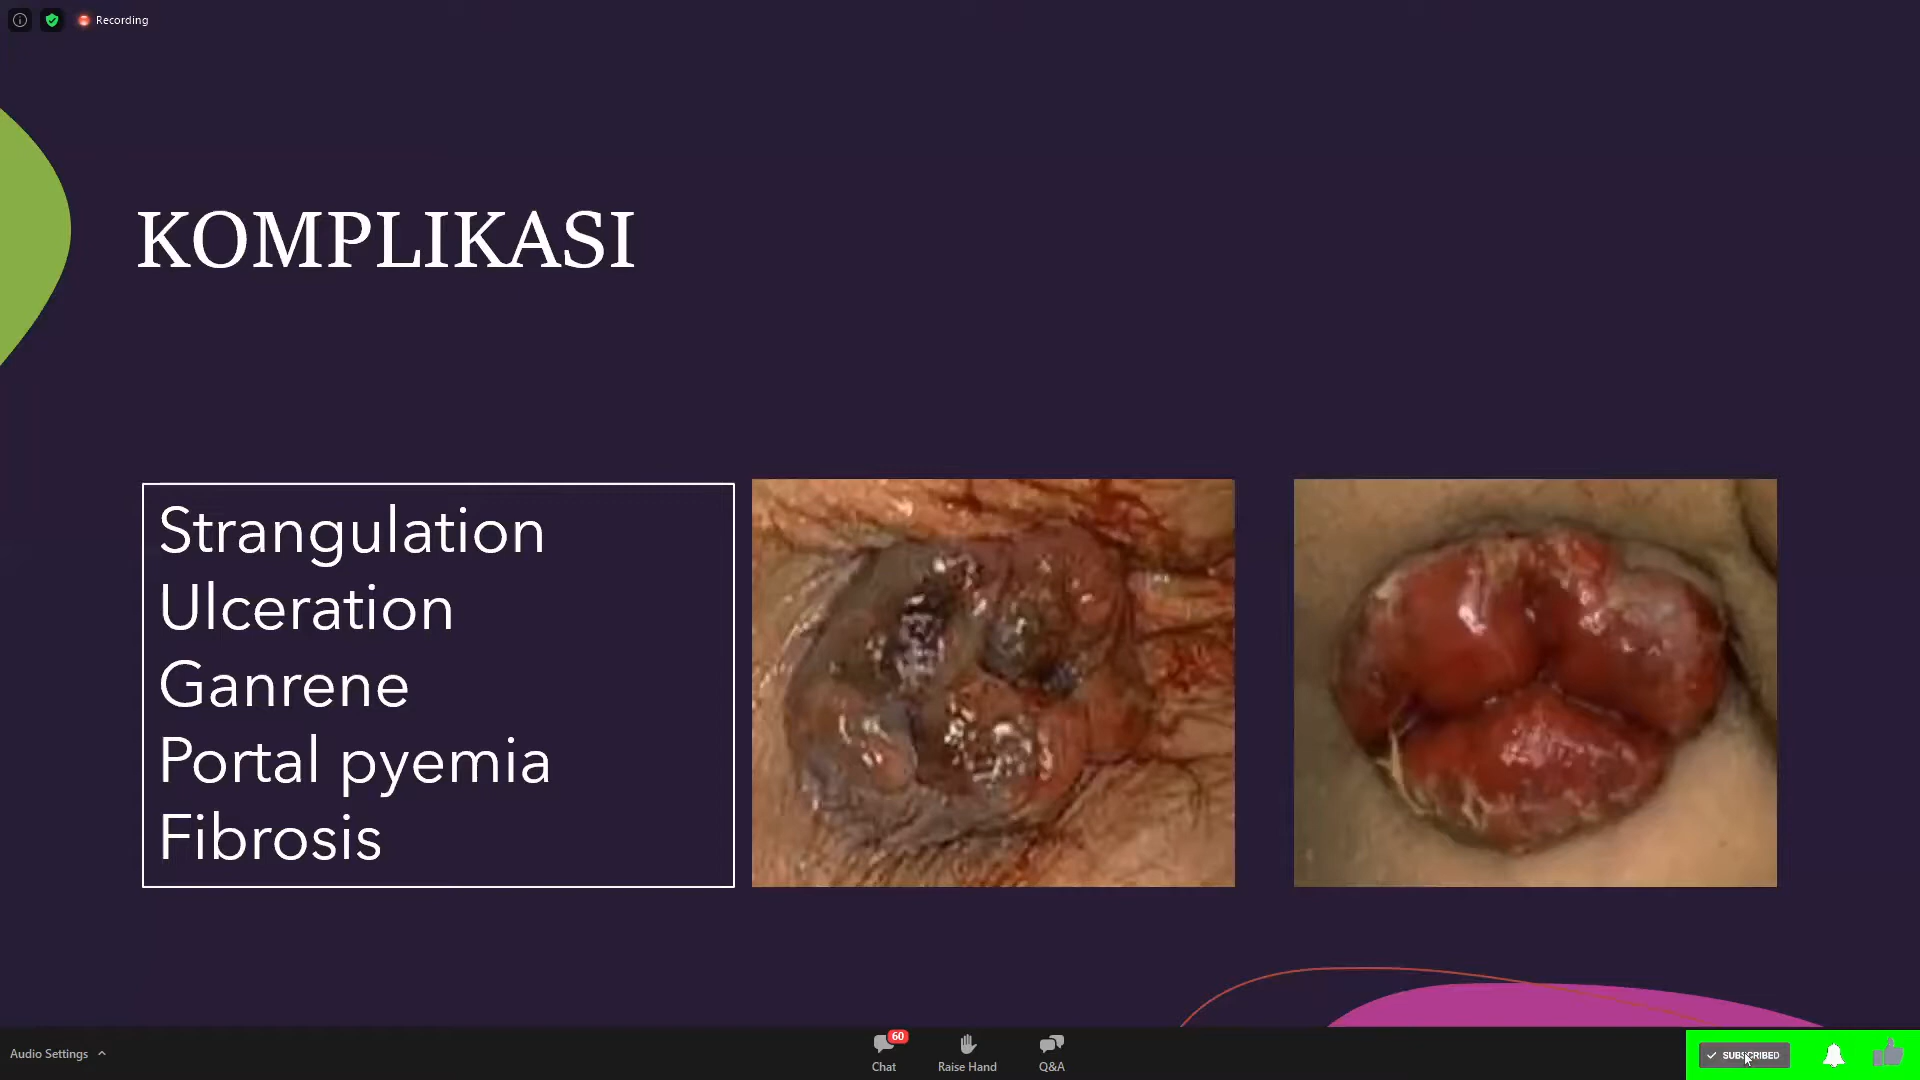 Recording
KOMPLIKASI
Strangulation
Ulceration
Ganrene
Portal pyemia
Fibrosis
Audio Settings
60
Chat
Raise Hand
Q&A
SUBSCRIBED